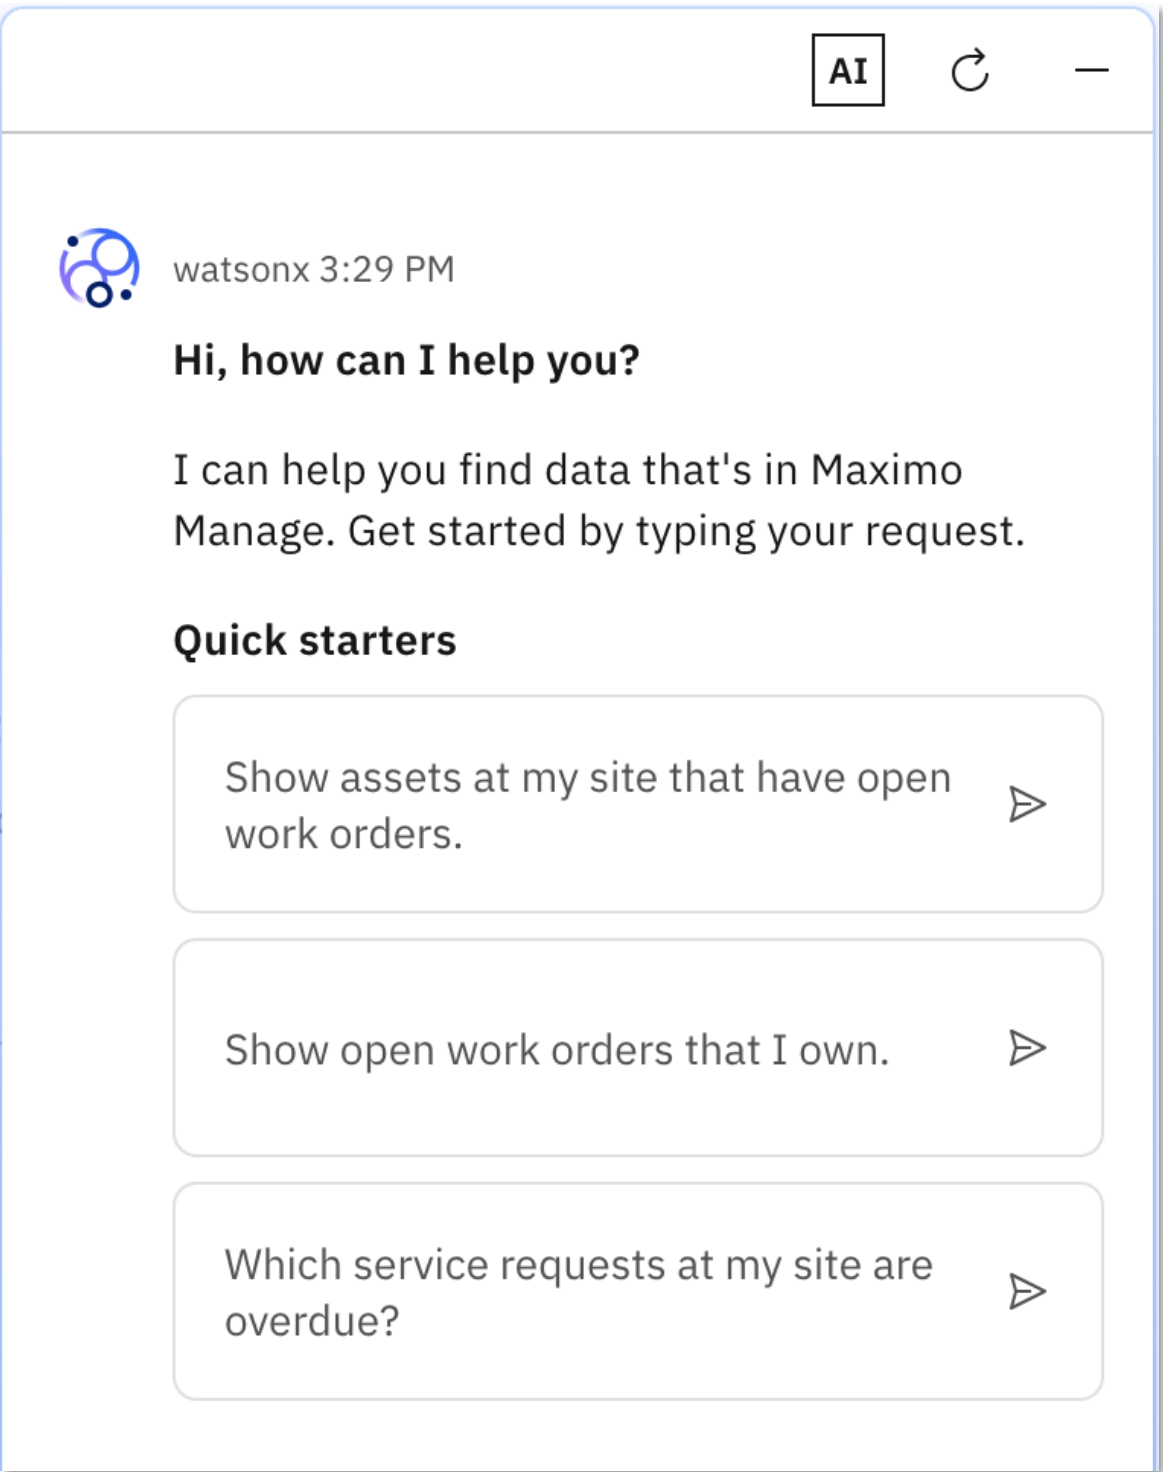 AI
watsonx 3:29 PM
Hi, how can I help you?
I can help you find data that's in Maximo
Manage. Get started by typing your request.
Quick starters
Show assets at my site that have open
work orders.
Show open work orders that I own.
Which service requests at my site are
overdue?